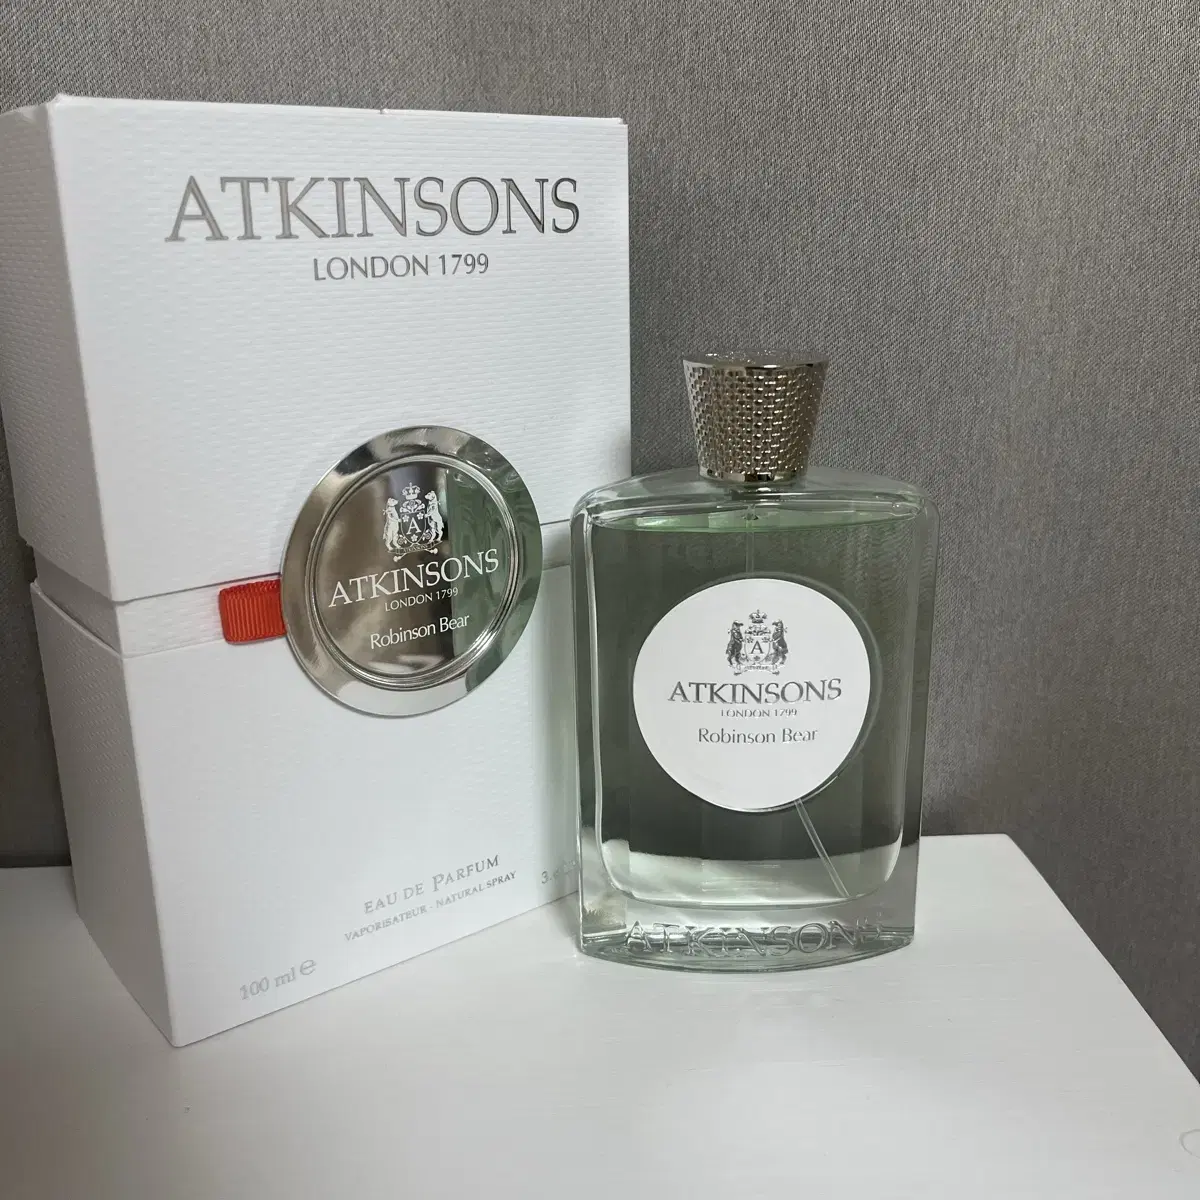 ATKINSONS
LONDON 1799
A
ATKINSONS
LONDON 1799
Robinson Bear
EAU DE PARFUM
VAPORISATEUR - NATURAL SPRAY
100 ml e
A
ATKINSONS
LONDON 1799
Robinson Bear
ATKINSONS